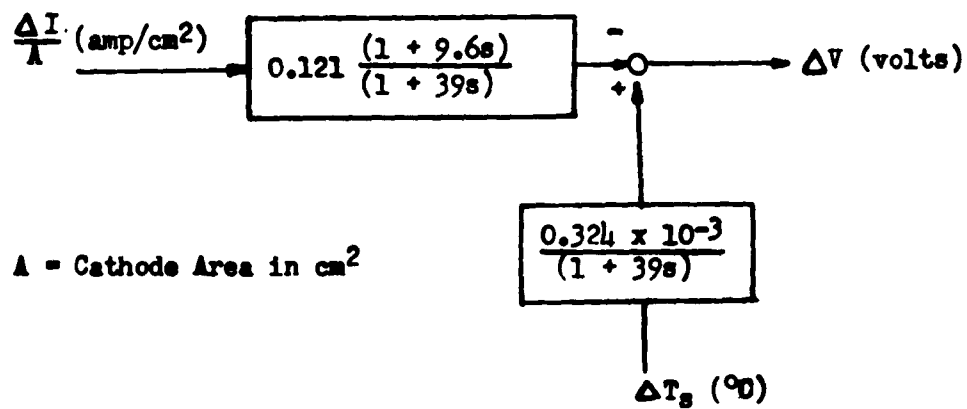 ΔI/A (amp/cm²)
0.121 (1 + 9.6s)/(1 + 39s)
-
+
ΔV (volts)
0.324 x 10-3
(1 + 39s)
A = Cathode Area in cm²
ΔTs (°C)